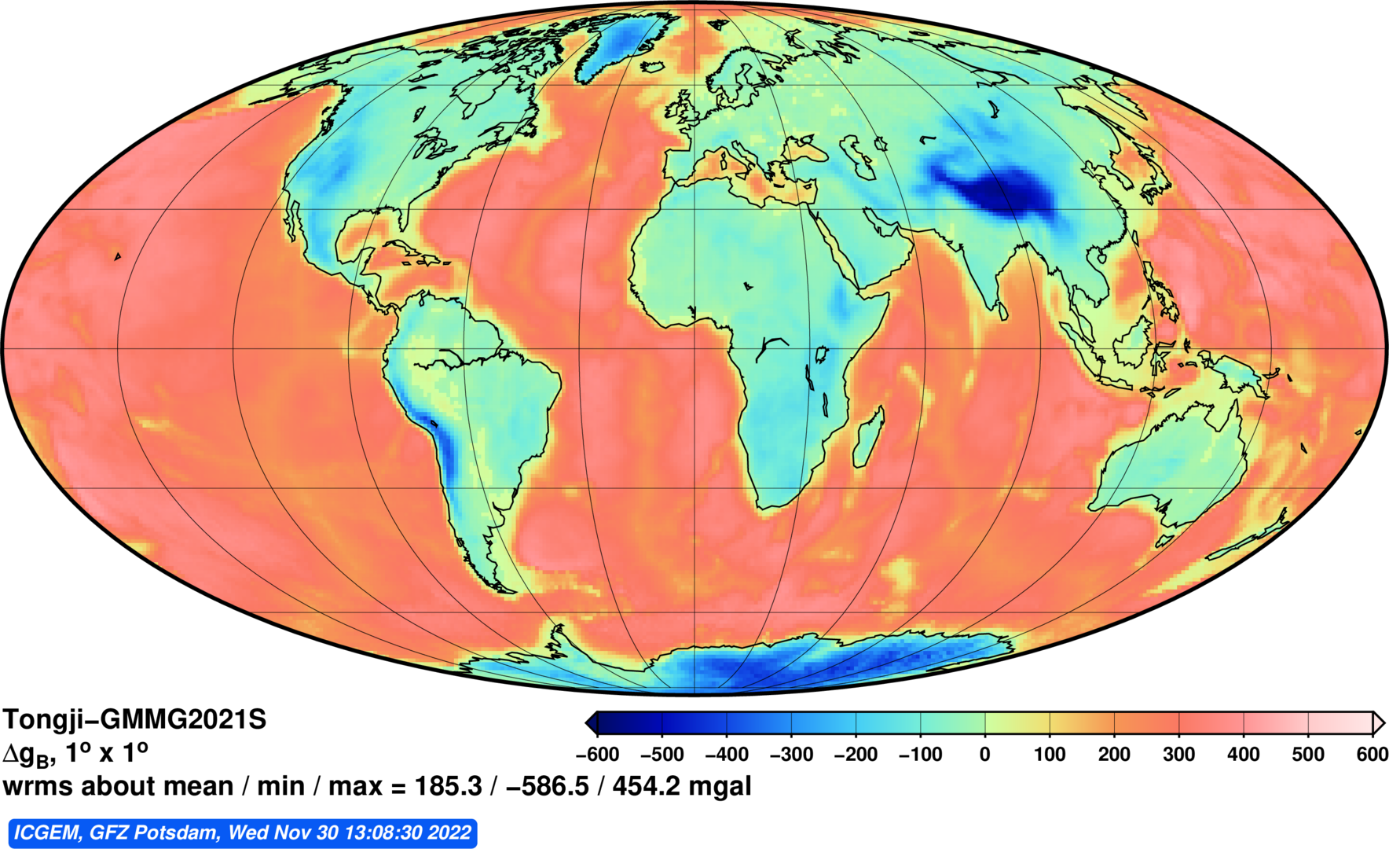 Tongji−GMMG2021S
Δg_B, 1º x 1º
wrms about mean / min / max = 185.3 / −586.5 / 454.2 mgal
−600 −500 −400 −300 −200 −100 0 100 200 300 400 500 600
ICGEM, GFZ Potsdam, Wed Nov 30 13:08:30 2022